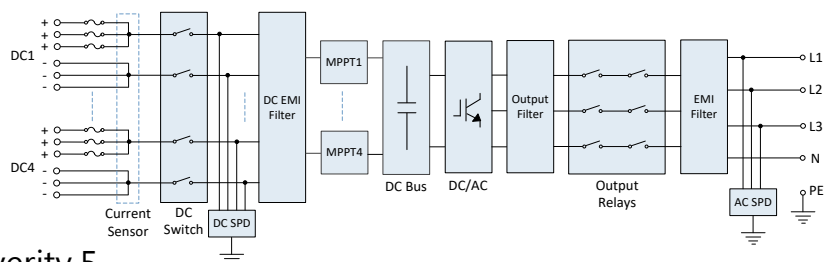 DC1
+
+
+
-
-
-
DC4
+
+
+
-
-
-
Current
Sensor
DC
Switch
DC SPD
DC EMI
Filter
MPPT1
MPPT4
DC Bus
DC/AC
Output
Filter
Output
Relays
EMI
Filter
AC SPD
L1
L2
L3
N
PE